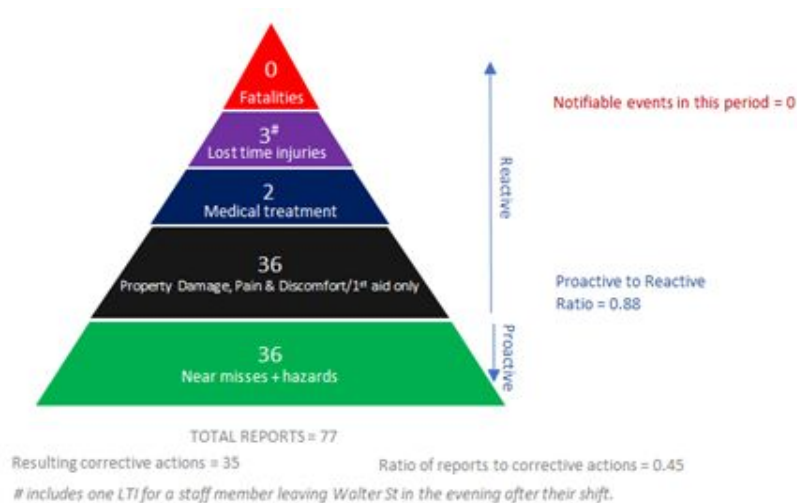 0
Fatalities
Notifiable events in this period = 0
3#
Lost time injuries
2
Medical treatment
Reactive
36
Property Damage, Pain & Discomfort/1st aid only
Proactive to Reactive
Ratio = 0.88
Proactive
36
Near misses + hazards
TOTAL REPORTS = 77
Resulting corrective actions = 35
Ratio of reports to corrective actions = 0.45
# includes one LTI for a staff member leaving Walter St in the evening after their shift.